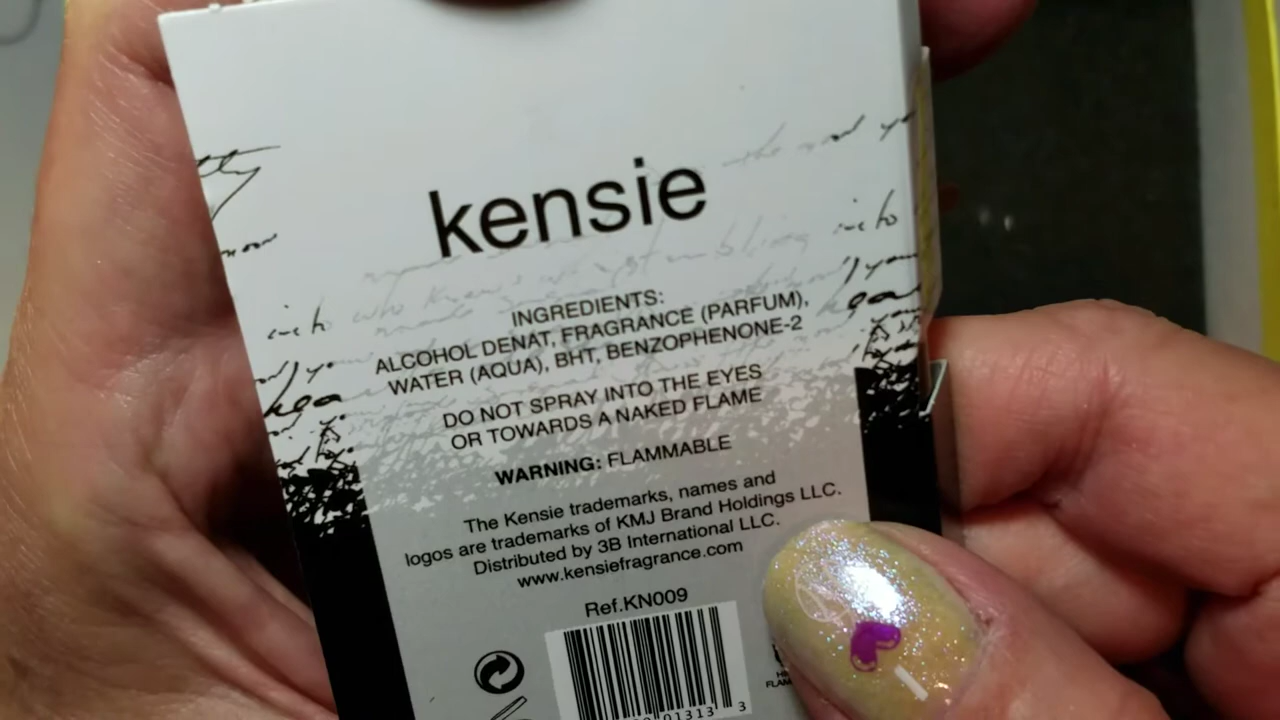 kensie
INGREDIENTS:
ALCOHOL DENAT, FRAGRANCE (PARFUM),
WATER (AQUA), BHT, BENZOPHENONE-2
DO NOT SPRAY INTO THE EYES
OR TOWARDS A NAKED FLAME
WARNING: FLAMMABLE
The Kensie trademarks, names and
logos are trademarks of KMJ Brand Holdings LLC.
Distributed by 3B International LLC.
www.kensiefragrance.com
Ref.KN009
01313 3